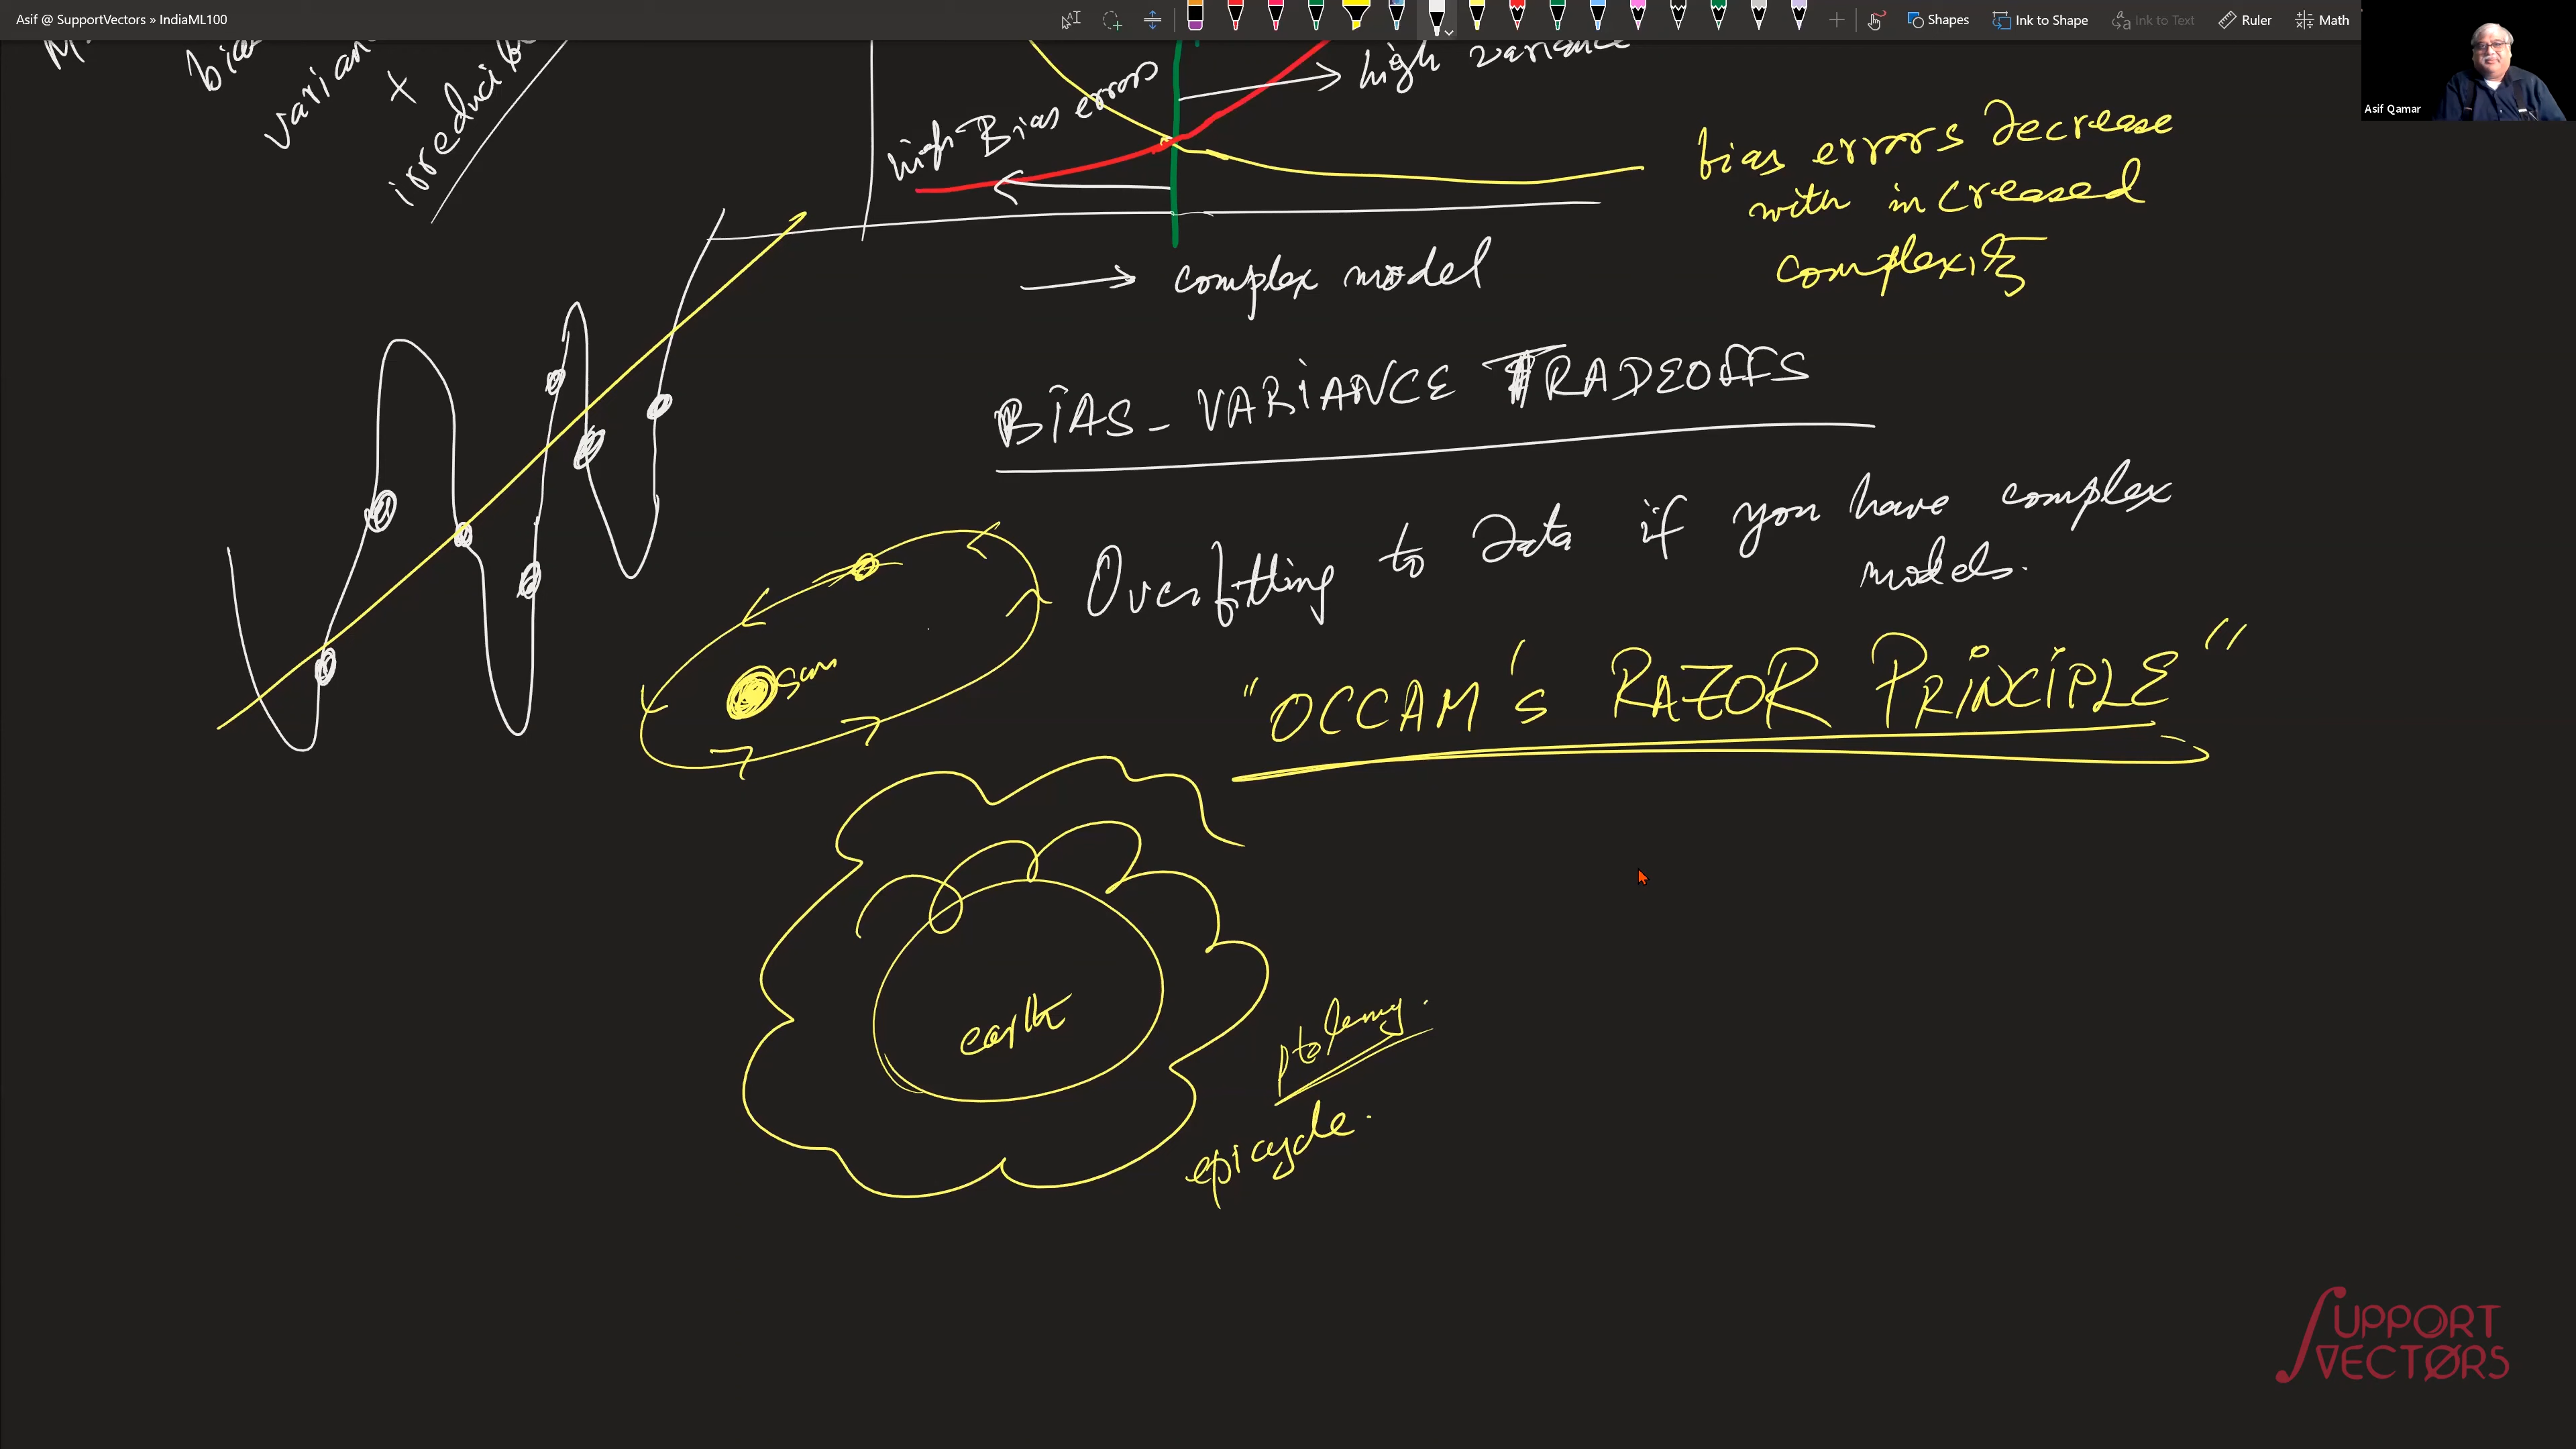 Asif @ SupportVectors » IndiaML100
Shapes
Ink to Shape
Ink to Text
Ruler
Math
Asif Qamar
+
high variance
high Bias errors
bias errors decrease
with increased
complexity
complex model
BIAS - VARIANCE TRADEOFFS
Overfitting to data if you have complex
models.
sun
"OCCAM's RAZOR PRINCIPLE"
earth
ptolemy.
epicycle.
SUPPORT
VECTORS